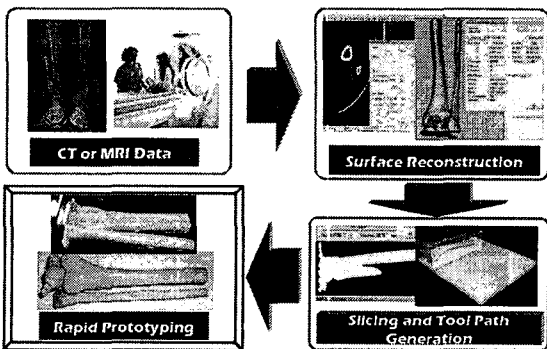 CT or MRI Data
Surface Reconstruction
Slicing and Tool Path
Generation
Rapid Prototyping